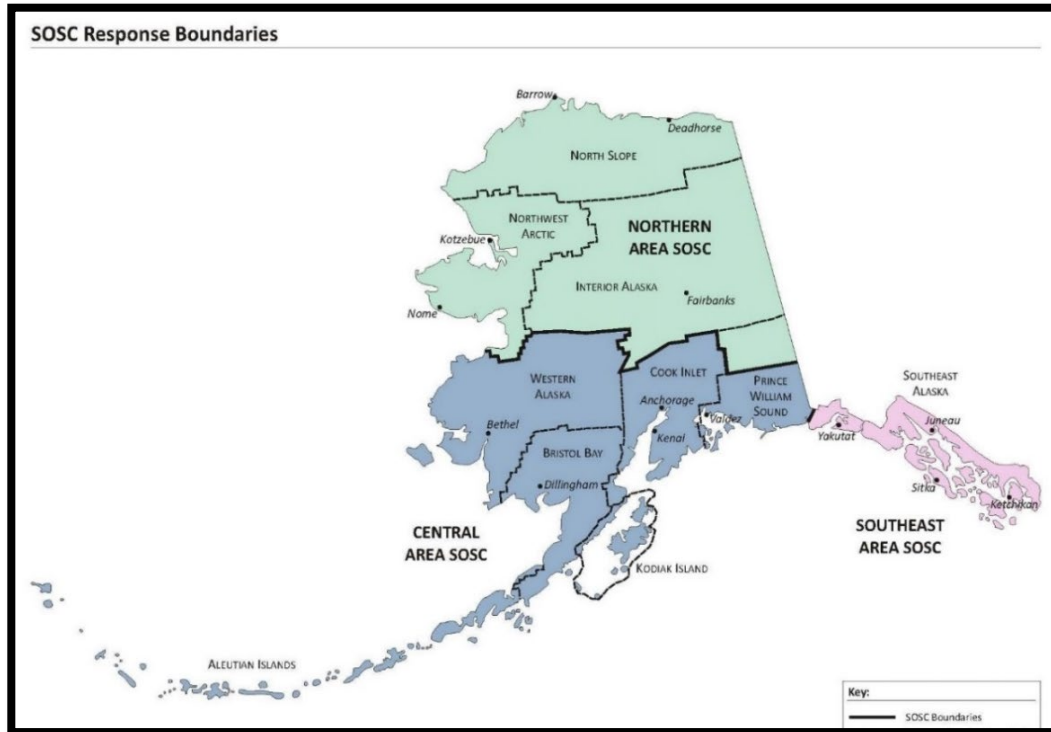 SOSC Response Boundaries
Barrow
Deadhorse
NORTH SLOPE
NORTHWEST
ARCTIC
Kotzebue
NORTHERN
AREA SOSC
INTERIOR ALASKA
Fairbanks
Nome
WESTERN
ALASKA
COOK INLET
PRINCE
WILLIAM
SOUND
Anchorage
Valdez
SOUTHEAST
ALASKA
Juneau
Bethel
Kenai
Yakutat
BRISTOL BAY
Dillingham
Sitka
Ketchikan
CENTRAL
AREA SOSC
SOUTHEAST
AREA SOSC
KODIAK ISLAND
ALEUTIAN ISLANDS
Key:
SOSC Boundaries